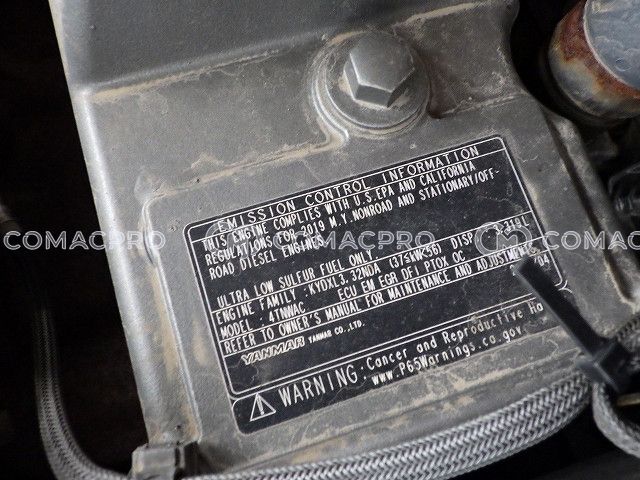 EMISSION CONTROL INFORMATION
THIS ENGINE COMPLIES WITH U.S.EPA AND CALIFORNIA
REGULATIONS FOR 2019 M.Y.NONROAD AND STATIONARY/OFF-
ROAD DIESEL ENGINES.
ULTRA LOW SULFUR FUEL ONLY.
ENGINE FAMILY : KYDXL3.32NDA (37≤kW<56) DISP
MODEL : 4TNWAC ECU EM EGR DFI PTOX OC
REFER TO OWNER'S MANUAL FOR MAINTENANCE AND ADJUSTMENTS
YANMAR YANMAR CO.,LTD.
WARNING: Cancer and Reproductive
www.P65Warnings.ca.gov
COMACPRO
COMACPRO
COMACPRO